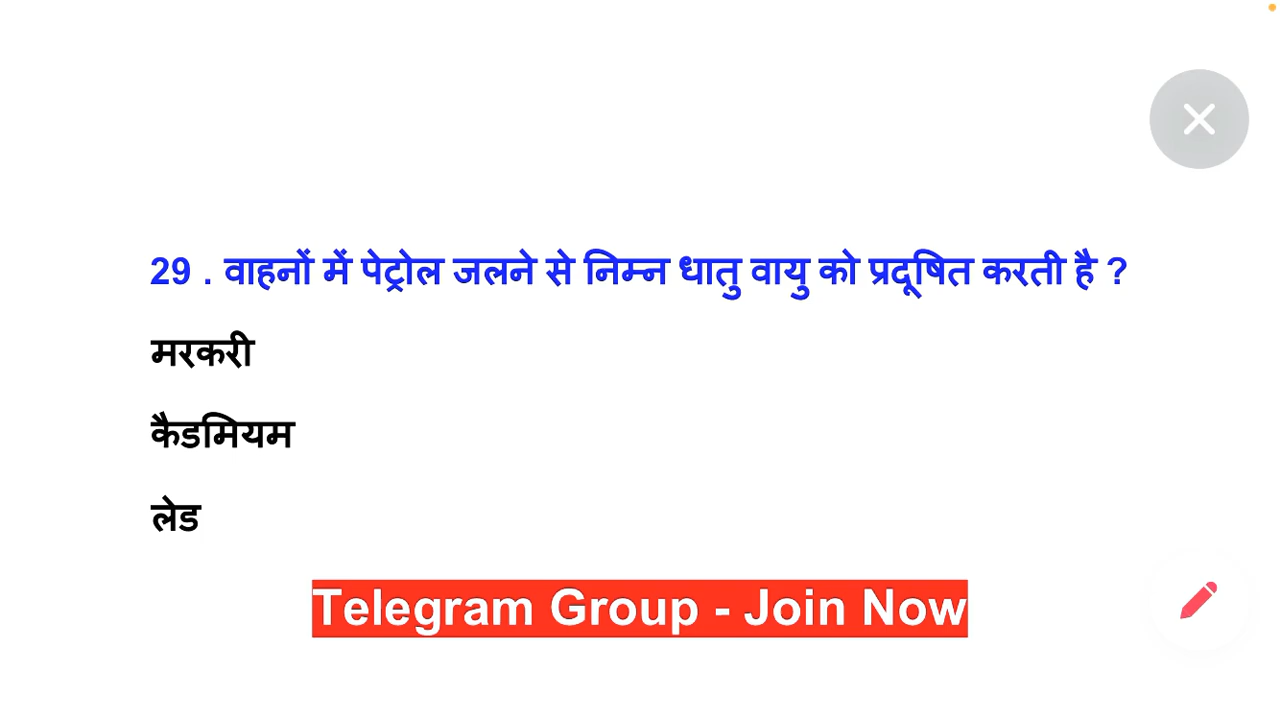 29 . वाहनों में पेट्रोल जलने से निम्न धातु वायु को प्रदूषित करती है ?
मरकरी
कैडमियम
लेड
Telegram Group - Join Now